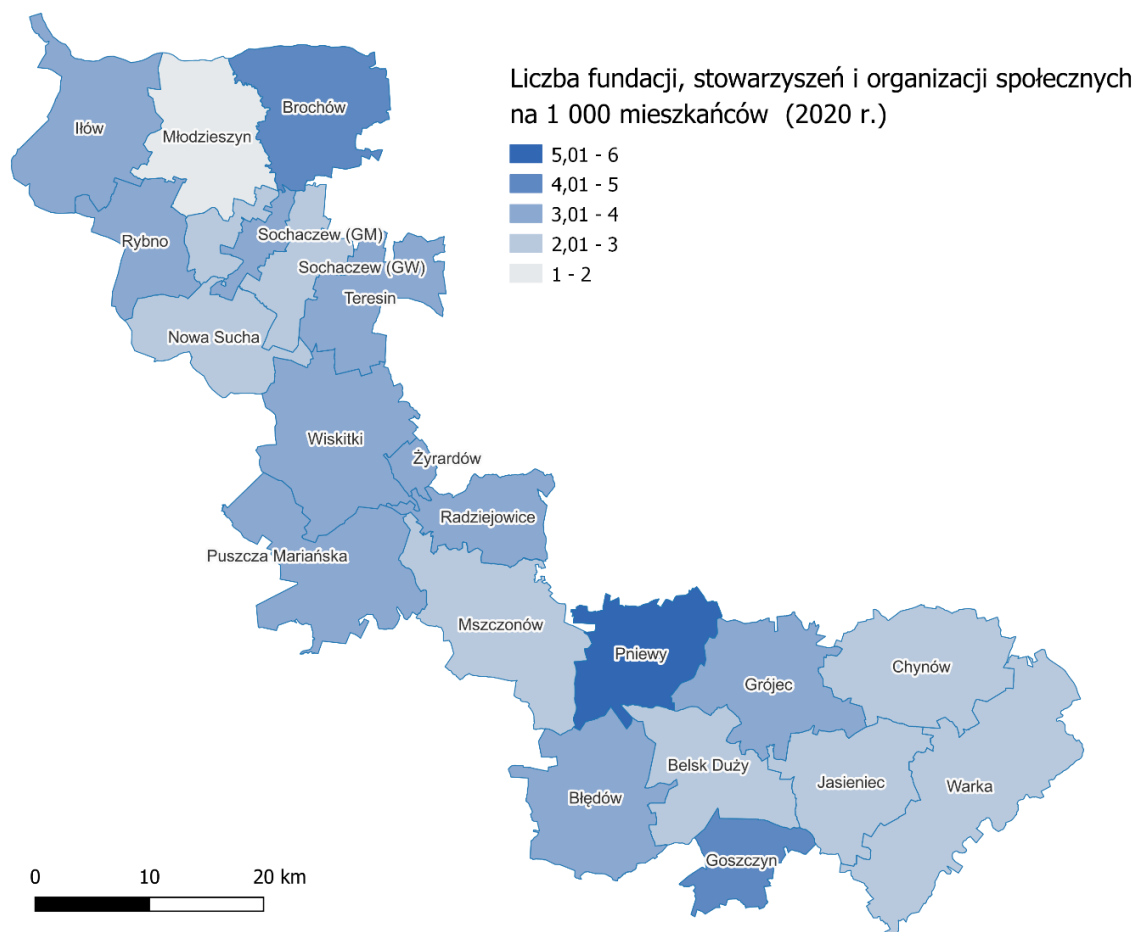 Liczba fundacji, stowarzyszeń i organizacji społecznych
na 1 000 mieszkańców (2020 r.)
5,01 - 6
4,01 - 5
3,01 - 4
2,01 - 3
1 - 2
Brochów
Iłów
Młodzieszyn
Rybno
Sochaczew (GM)
Sochaczew (GW)
Teresin
Nowa Sucha
Wiskitki
Żyrardów
Radziejowice
Puszcza Mariańska
Mszczonów
Pniewy
Chynów
Grójec
Belsk Duży
Jasieniec
Warka
Błędów
Goszczyn
0 10 20 km